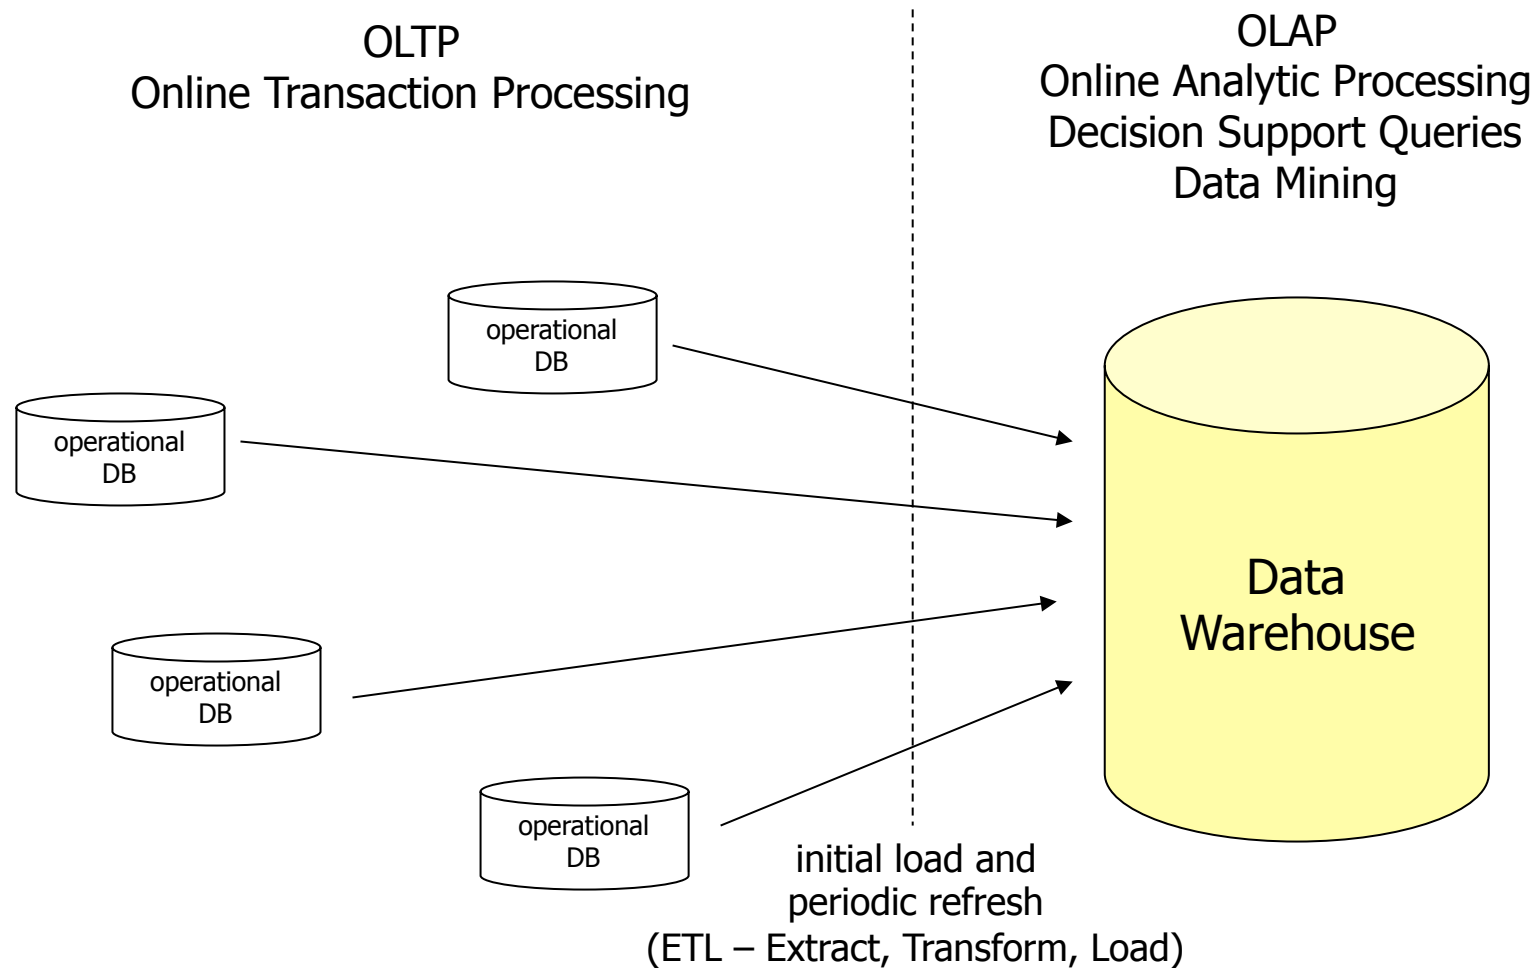 OLTP
Online Transaction Processing
OLAP
Online Analytic Processing
Decision Support Queries
Data Mining
operational
DB
operational
DB
operational
DB
operational
DB
Data
Warehouse
initial load and
periodic refresh
(ETL – Extract, Transform, Load)